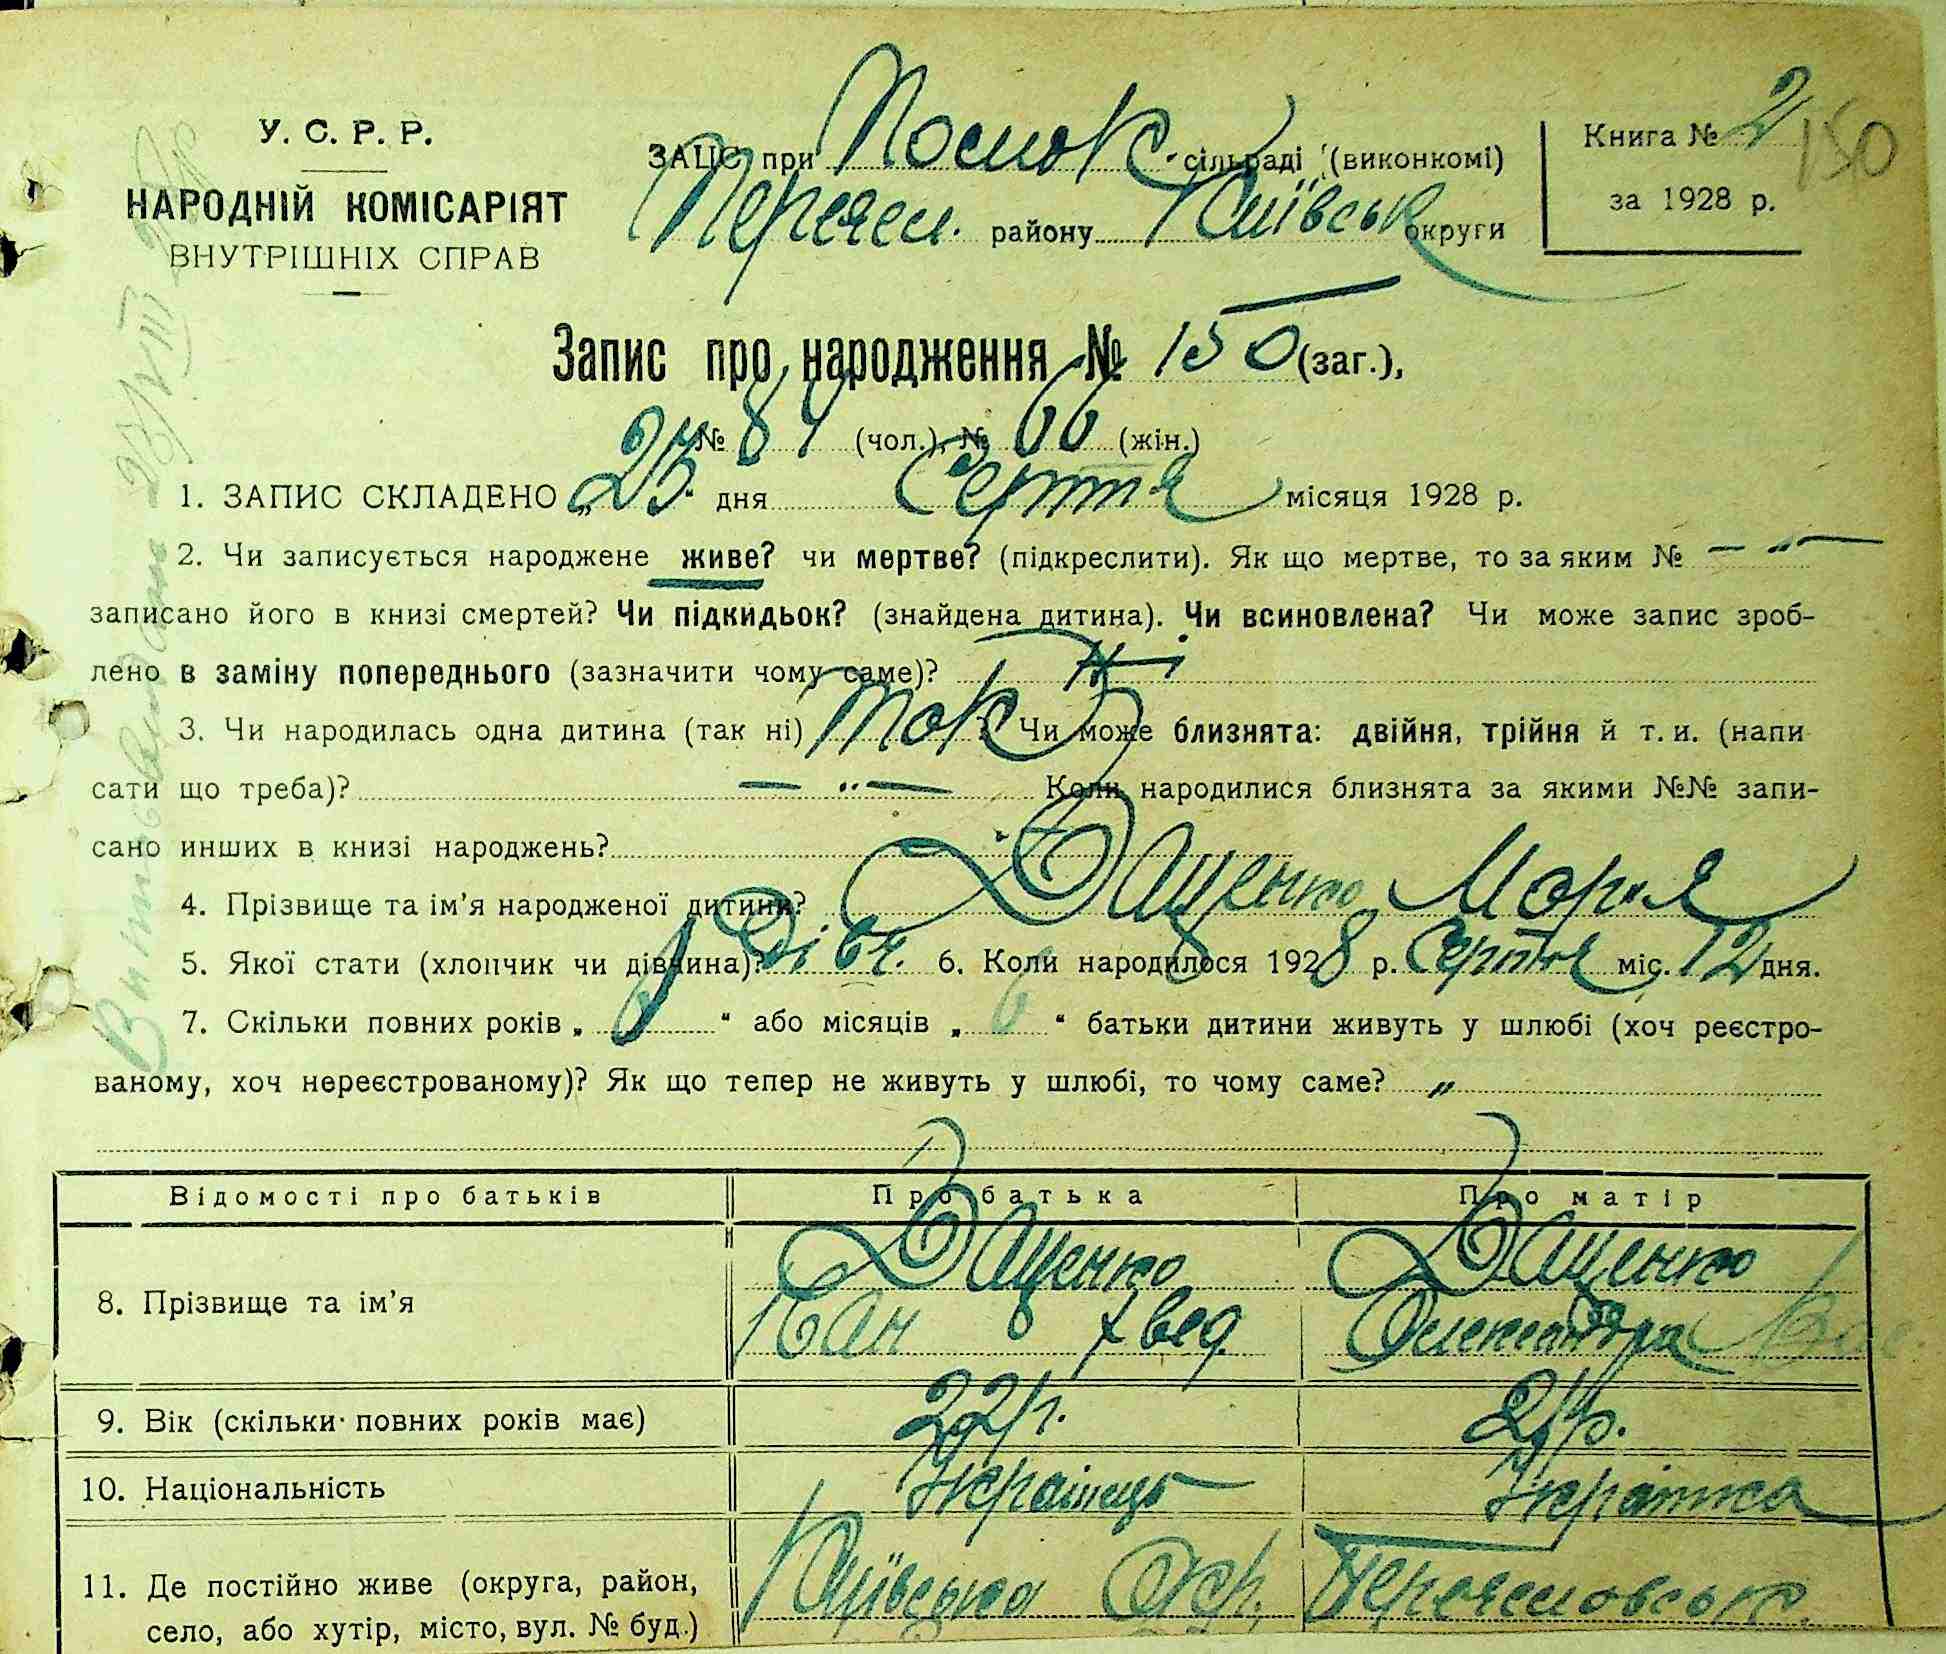 У. С. Р. Р.
НАРОДНІЙ КОМІСАРІЯТ
ВНУТРІШНІХ СПРАВ
ЗАЦС при сільраді (виконкомі)
Переясл. району Київськ округи
Книга № 2
150
за 1928 р.
Запис про народження № 150 (заг.),
№ 84 (чол.), № 66 (жін.)
1. ЗАПИС СКЛАДЕНО „23" дня Серпня місяця 1928 р.
2. Чи записується народжене живе? чи мертве? (підкреслити). Як що мертве, то за яким № — „ —
записано його в книзі смертей? Чи підкидьок? (знайдена дитина). Чи всиновлена? Чи може запис зроб-
лено в заміну попереднього (зазначити чому саме)? Ні
3. Чи народилась одна дитина (так ні) Так? Чи може близнята: двійня, трійня й т. и. (напи
сати що треба)? — „ — Коли народилися близнята за якими №№ запи-
сано инших в книзі народжень?
4. Прізвище та ім'я народженої дитини? Даценко Марія
5. Якої стати (хлопчик чи дівчина)? Дівч. 6. Коли народилося 1928 р. Серпня міс. 12 дня.
7. Скільки повних років „ " або місяців „ 6 " батьки дитини живуть у шлюбі (хоч реєстро-
ваному, хоч нереєстрованому)? Як що тепер не живуть у шлюбі, то чому саме? „
Відомості про батьків Про батька Про матір
8. Прізвище та ім'я Даценко Даценко
Іван Хвед. Олександра Вас.
9. Вік (скільки повних років має) 22 р. 21 р.
10. Національність Українець Українка
11. Де постійно живе (округа, район, Київська Окр. Переяславськ.
село, або хутір, місто, вул. № буд.)